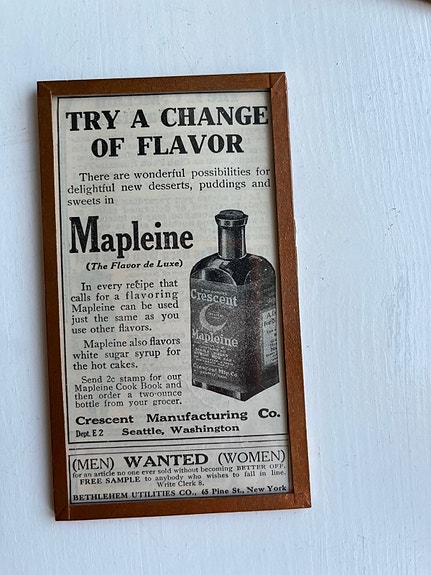 TRY A CHANGE
OF FLAVOR
There are wonderful possibilities for
delightful new desserts, puddings and
sweets in
Mapleine
(The Flavor de Luxe)
In every recipe that
calls for a flavoring
Mapleine can be used
just the same as you
use other flavors.
Mapleine also flavors
white sugar syrup for
the hot cakes.
Send 2c stamp for our
Mapleine Cook Book and
then order a two-ounce
bottle from your grocer.
Crescent
Mapleine
Crescent Mfg. Co.
Crescent Manufacturing Co.
Dept. E 2 Seattle, Washington
(MEN) WANTED (WOMEN)
for an article no one ever sold without becoming BETTER OFF.
FREE SAMPLE to anybody who wishes to fall in line.
Write Clerk 8.
BETHLEHEM UTILITIES CO., 65 Pine St., New York